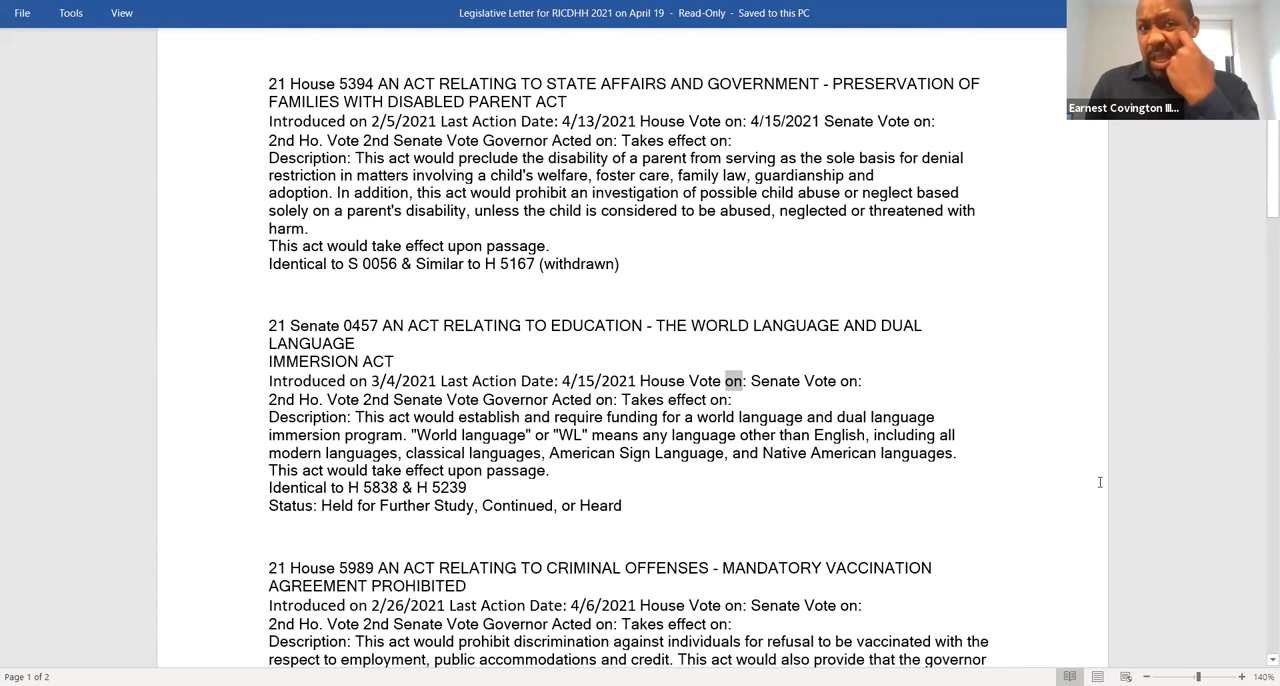 File Tools View Legislative Letter for RICDHH 2021 on April 19 - Read-Only - Saved to this PC
Earnest Covington III...
21 House 5394 AN ACT RELATING TO STATE AFFAIRS AND GOVERNMENT - PRESERVATION OF
FAMILIES WITH DISABLED PARENT ACT
Introduced on 2/5/2021 Last Action Date: 4/13/2021 House Vote on: 4/15/2021 Senate Vote on:
2nd Ho. Vote 2nd Senate Vote Governor Acted on: Takes effect on:
Description: This act would preclude the disability of a parent from serving as the sole basis for denial
restriction in matters involving a child's welfare, foster care, family law, guardianship and
adoption. In addition, this act would prohibit an investigation of possible child abuse or neglect based
solely on a parent's disability, unless the child is considered to be abused, neglected or threatened with
harm.
This act would take effect upon passage.
Identical to S 0056 & Similar to H 5167 (withdrawn)
21 Senate 0457 AN ACT RELATING TO EDUCATION - THE WORLD LANGUAGE AND DUAL
LANGUAGE
IMMERSION ACT
Introduced on 3/4/2021 Last Action Date: 4/15/2021 House Vote on: Senate Vote on:
2nd Ho. Vote 2nd Senate Vote Governor Acted on: Takes effect on:
Description: This act would establish and require funding for a world language and dual language
immersion program. "World language" or "WL" means any language other than English, including all
modern languages, classical languages, American Sign Language, and Native American languages.
This act would take effect upon passage.
Identical to H 5838 & H 5239
Status: Held for Further Study, Continued, or Heard
21 House 5989 AN ACT RELATING TO CRIMINAL OFFENSES - MANDATORY VACCINATION
AGREEMENT PROHIBITED
Introduced on 2/26/2021 Last Action Date: 4/6/2021 House Vote on: Senate Vote on:
2nd Ho. Vote 2nd Senate Vote Governor Acted on: Takes effect on:
Description: This act would prohibit discrimination against individuals for refusal to be vaccinated with the
respect to employment, public accommodations and credit. This act would also provide that the governor
Page 1 of 2 140%